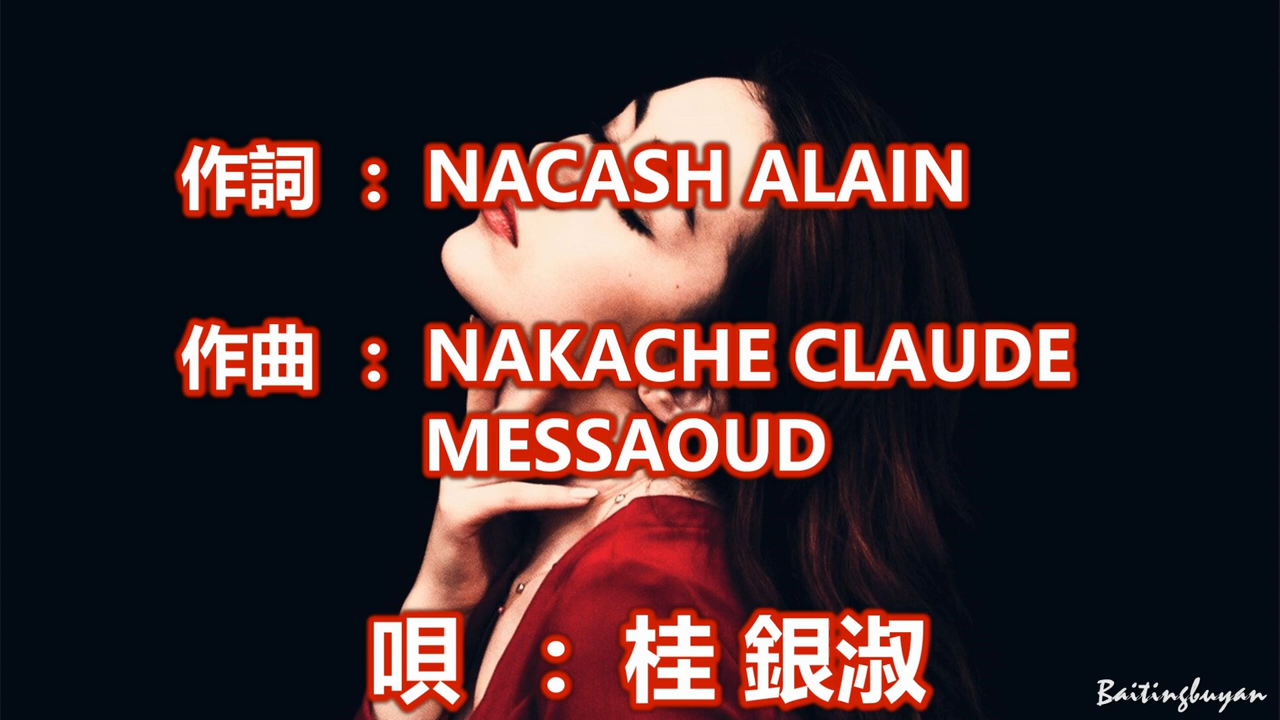 作詞 : NACASH ALAIN
作曲 : NAKACHE CLAUDE
MESSAOUD
唄 : 桂 銀淑
Baitingbuyan